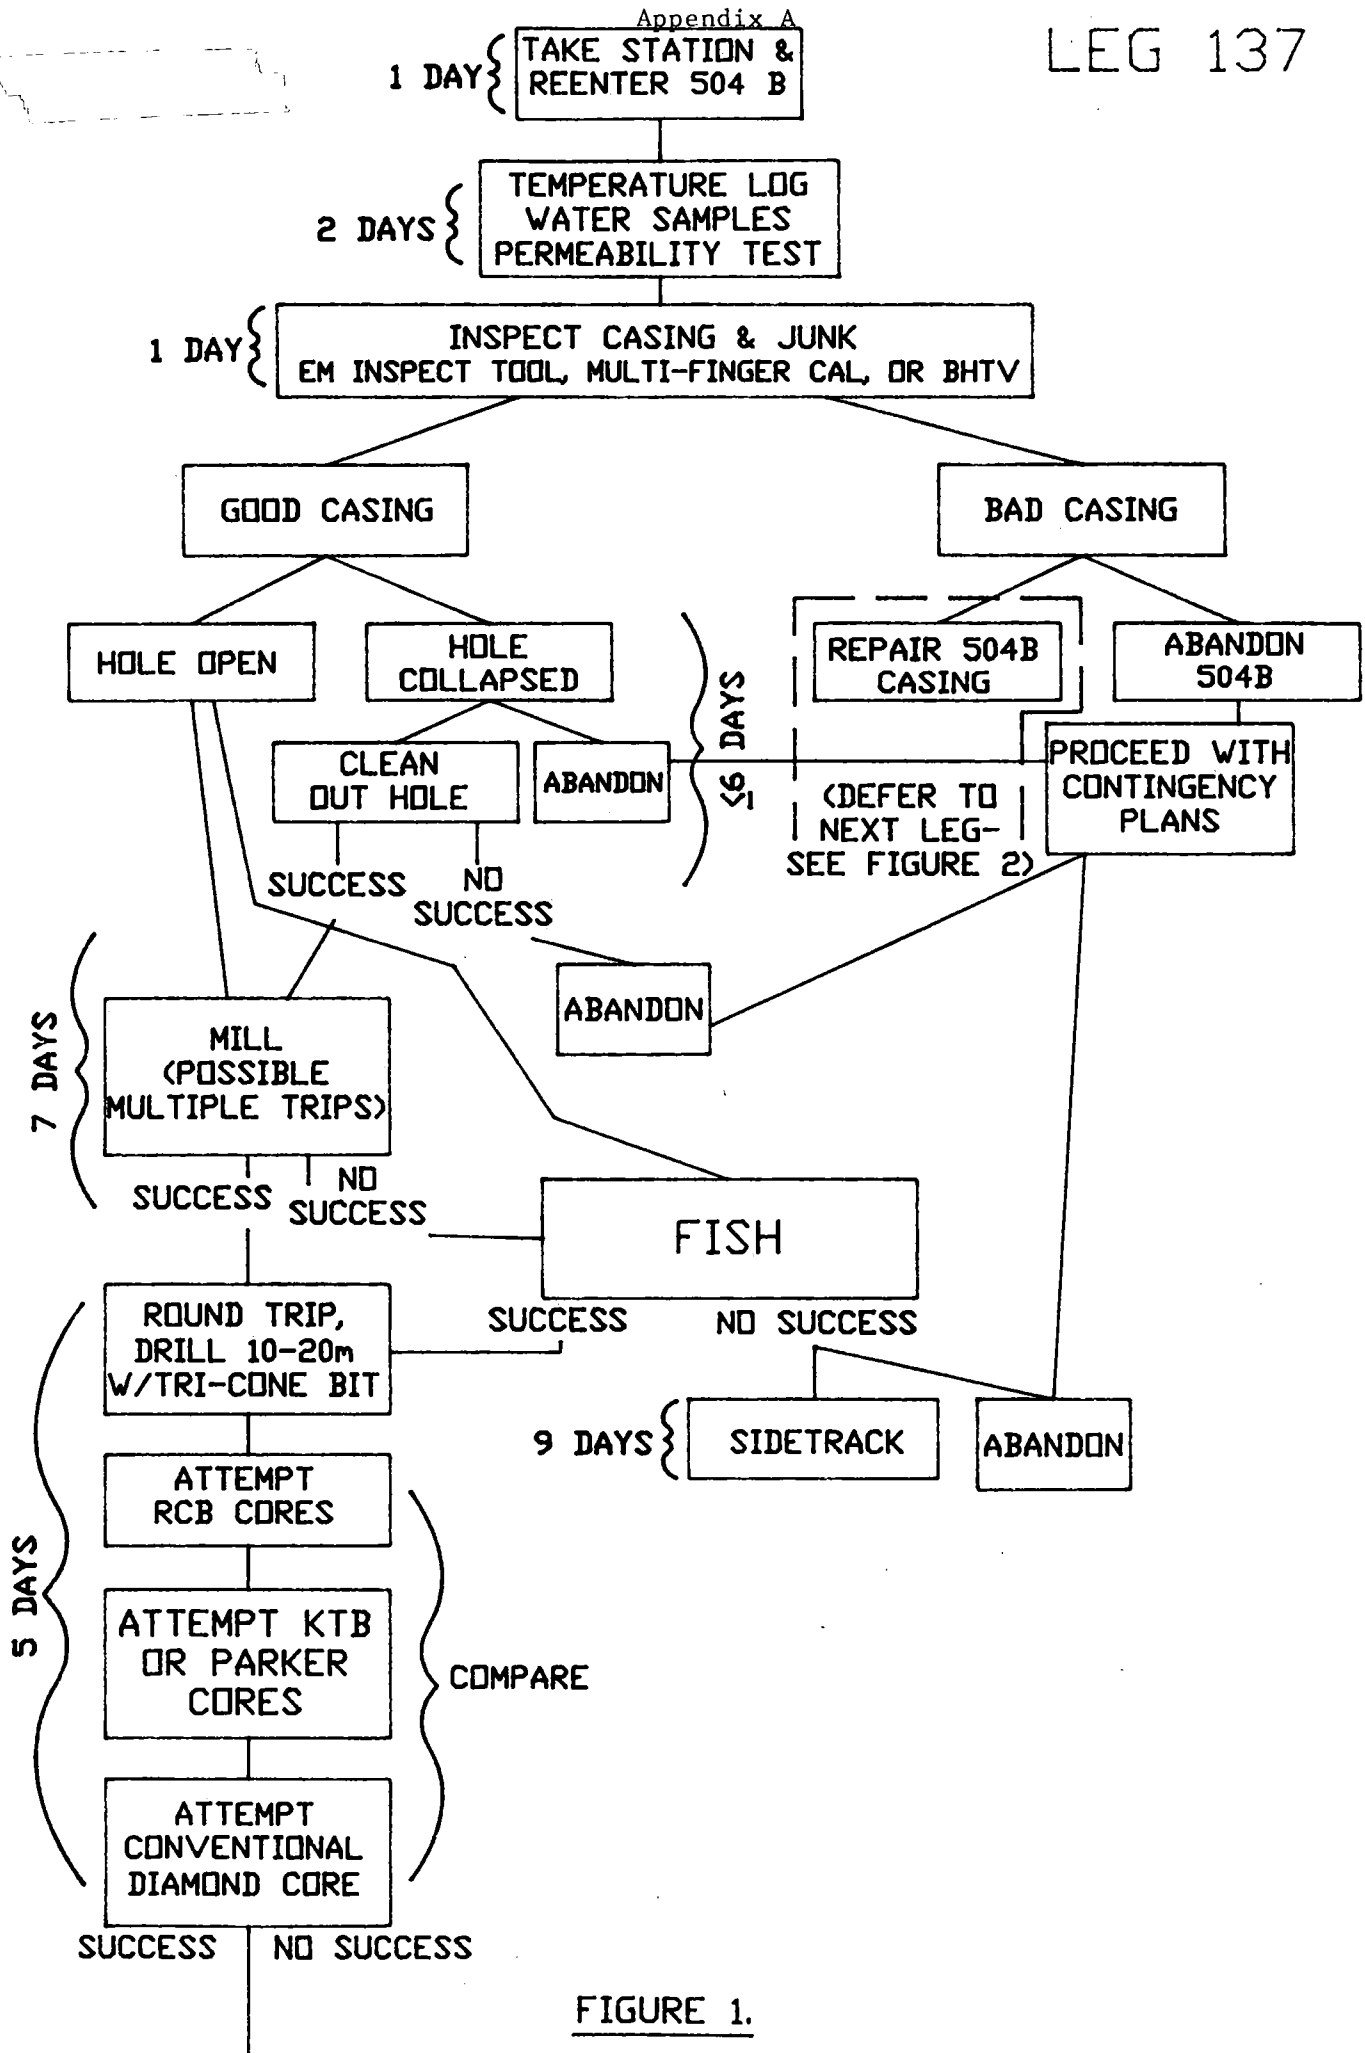 Appendix A
LEG 137
1 DAY
TAKE STATION &
REENTER 504 B
2 DAYS
TEMPERATURE LOG
WATER SAMPLES
PERMEABILITY TEST
1 DAY
INSPECT CASING & JUNK
EM INSPECT TOOL, MULTI-FINGER CAL, OR BHTV
GOOD CASING
BAD CASING
HOLE OPEN
HOLE
COLLAPSED
≤6 DAYS
REPAIR 504B
CASING
ABANDON
504B
CLEAN
OUT HOLE
ABANDON
(DEFER TO
NEXT LEG-
SEE FIGURE 2)
PROCEED WITH
CONTINGENCY
PLANS
SUCCESS
NO
SUCCESS
ABANDON
7 DAYS
MILL
(POSSIBLE
MULTIPLE TRIPS)
SUCCESS
NO
SUCCESS
FISH
SUCCESS
NO SUCCESS
ROUND TRIP,
DRILL 10-20m
W/TRI-CONE BIT
9 DAYS
SIDETRACK
ABANDON
5 DAYS
ATTEMPT
RCB CORES
ATTEMPT KTB
OR PARKER
CORES
COMPARE
ATTEMPT
CONVENTIONAL
DIAMOND CORE
SUCCESS
NO SUCCESS
FIGURE 1.